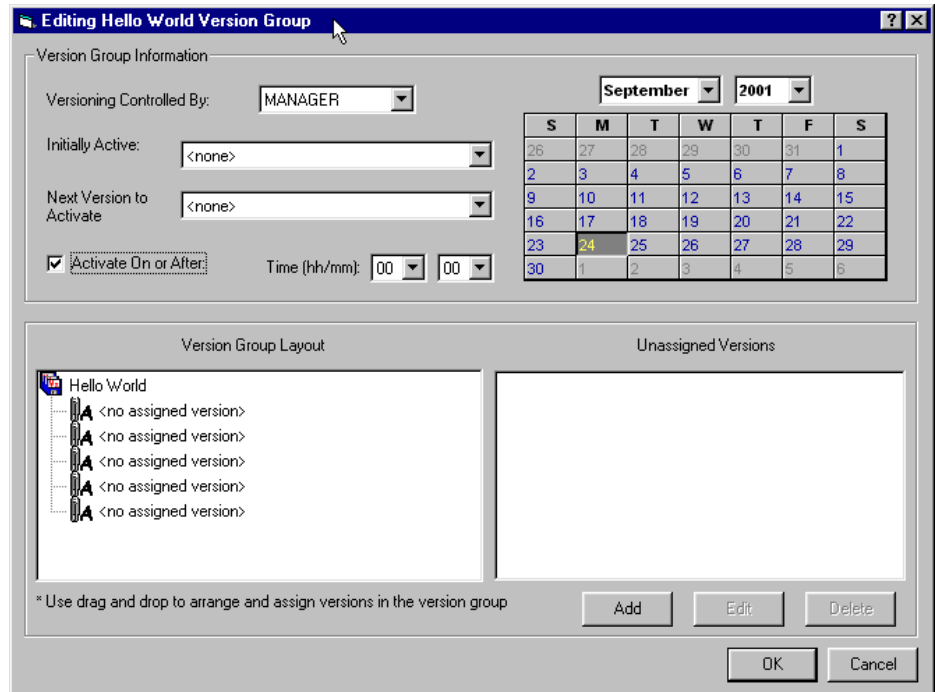 Editing Hello World Version Group
Version Group Information
Versioning Controlled By: MANAGER
September 2001
Initially Active: <none>
Next Version to Activate <none>
Activate On or After: Time (hh/mm): 00 00
S M T W T F S
26 27 28 29 30 31 1
2 3 4 5 6 7 8
9 10 11 12 13 14 15
16 17 18 19 20 21 22
23 24 25 26 27 28 29
30 1 2 3 4 5 6
Version Group Layout
Hello World
<no assigned version>
<no assigned version>
<no assigned version>
<no assigned version>
<no assigned version>
Unassigned Versions
* Use drag and drop to arrange and assign versions in the version group
Add Edit Delete
OK Cancel